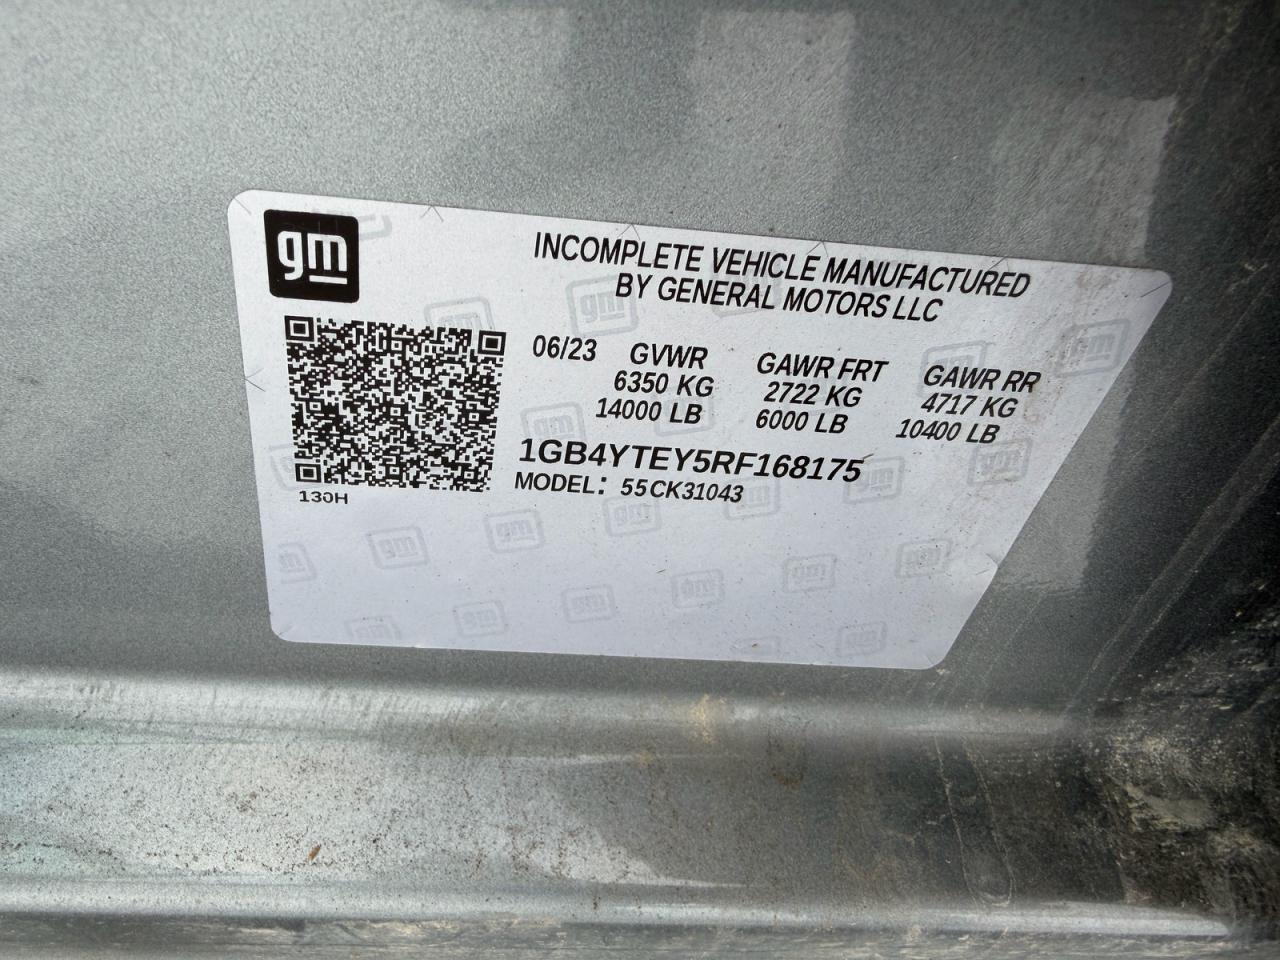 gm
INCOMPLETE VEHICLE MANUFACTURED
BY GENERAL MOTORS LLC
06/23 GVWR GAWR FRT GAWR RR
6350 KG 2722 KG 4717 KG
14000 LB 6000 LB 10400 LB
1GB4YTEY5RF168175
MODEL: 55CK31043
130H